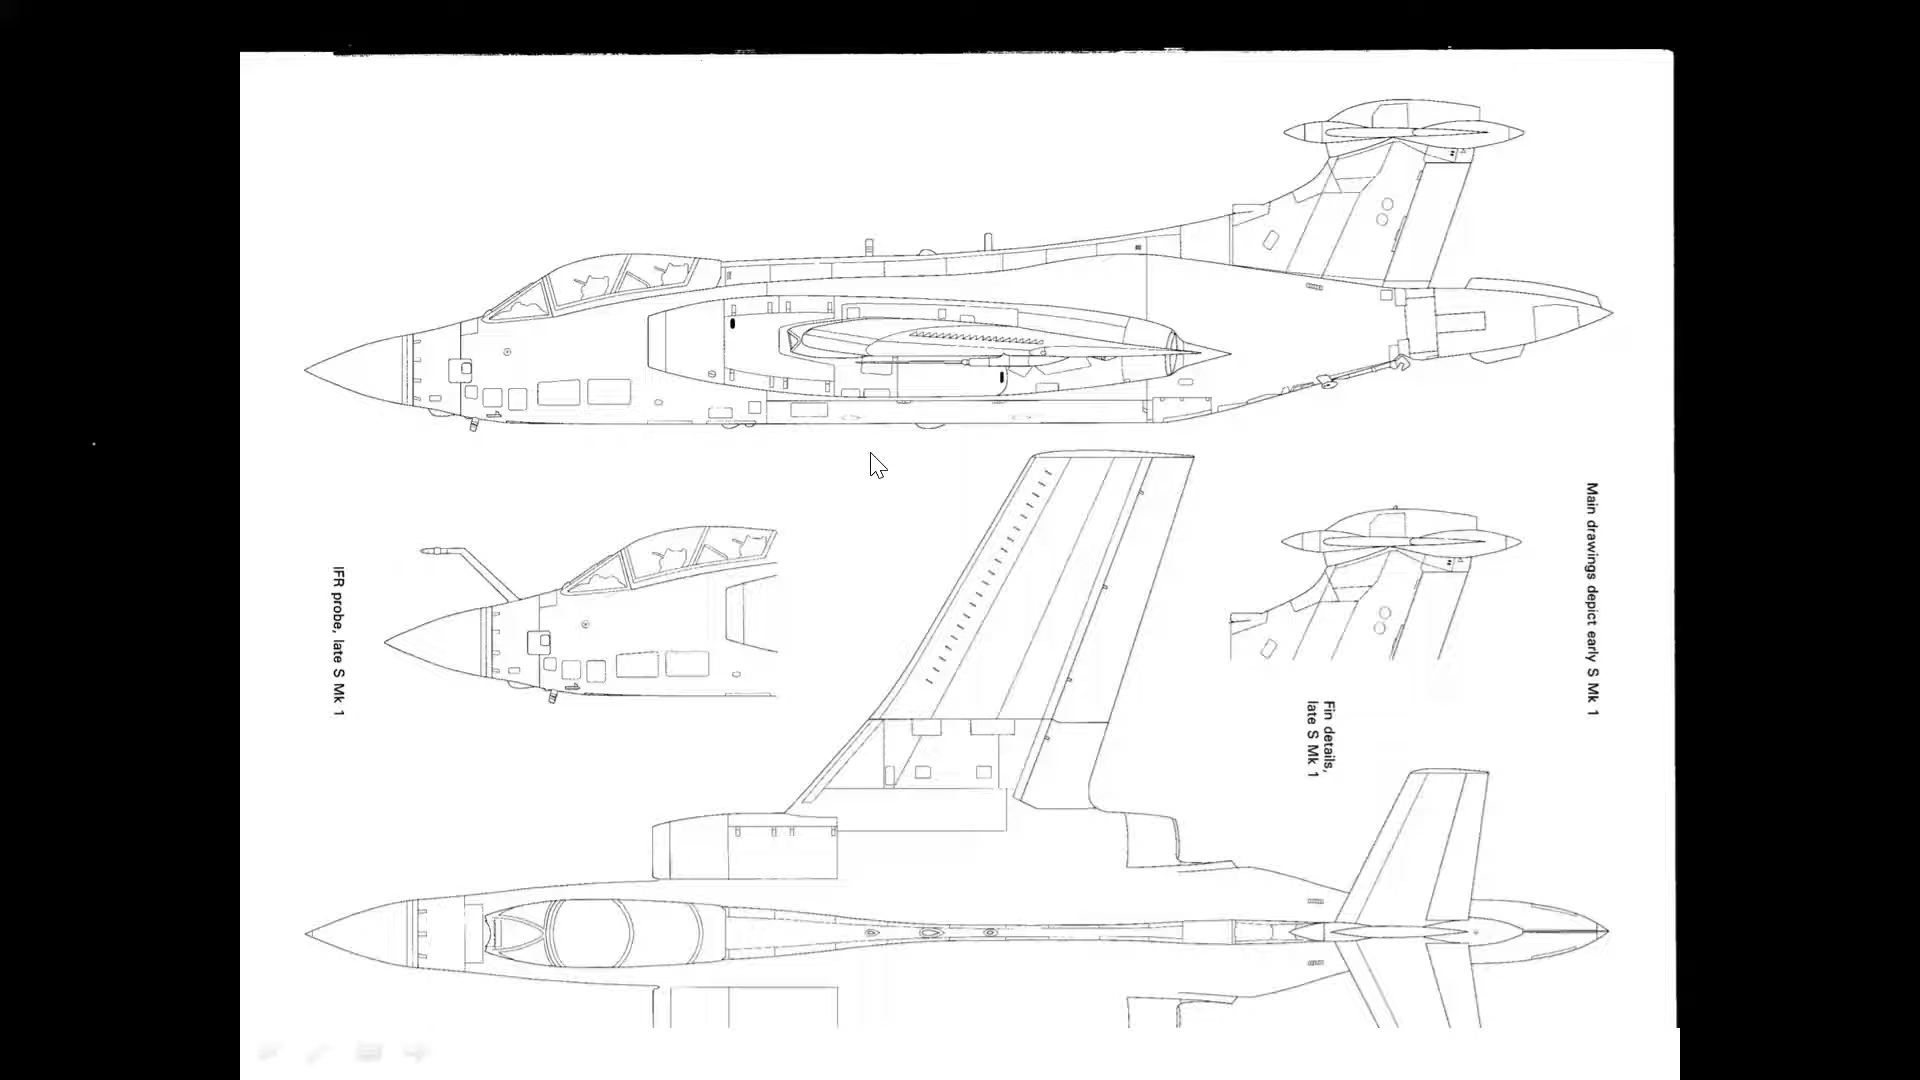 Main drawings depict early S Mk 1
IFR probe, late S Mk 1
Fin details,
late S Mk 1